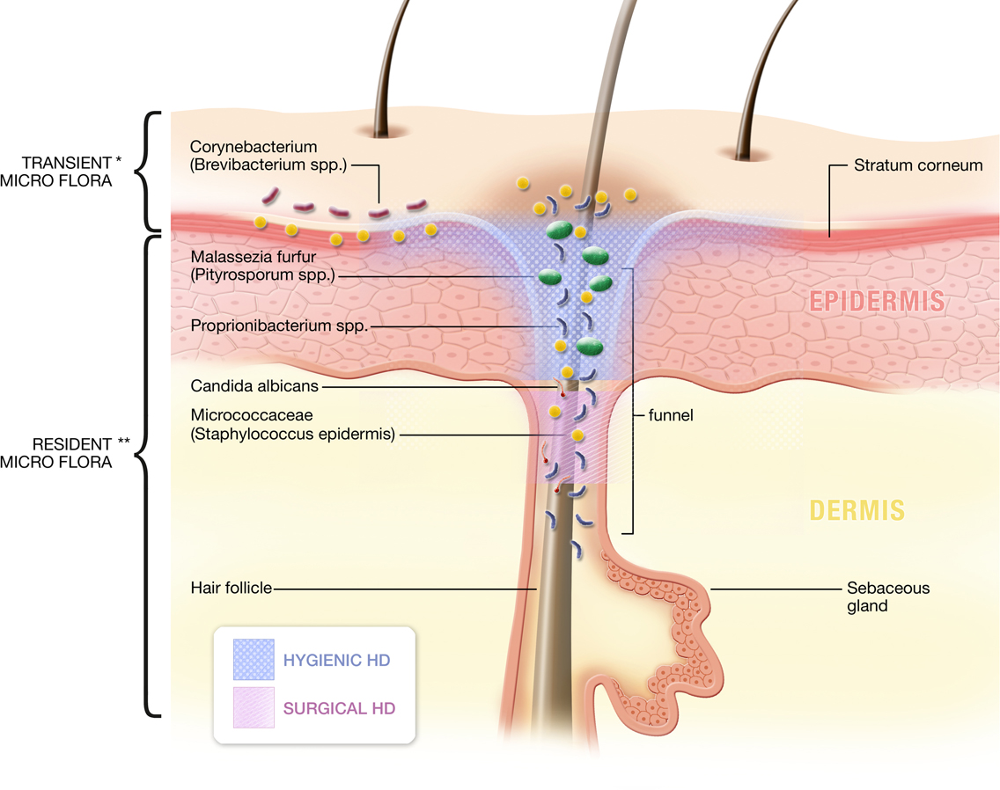 Corynebacterium
(Brevibacterium spp.)
TRANSIENT *
MICRO FLORA
Stratum corneum
Malassezia furfur
(Pityrosporum spp.)
EPIDERMIS
Proprionibacterium spp.
Candida albicans
Micrococcaceae
(Staphylococcus epidermis)
funnel
RESIDENT **
MICRO FLORA
DERMIS
Hair follicle
Sebaceous
gland
HYGIENIC HD
SURGICAL HD